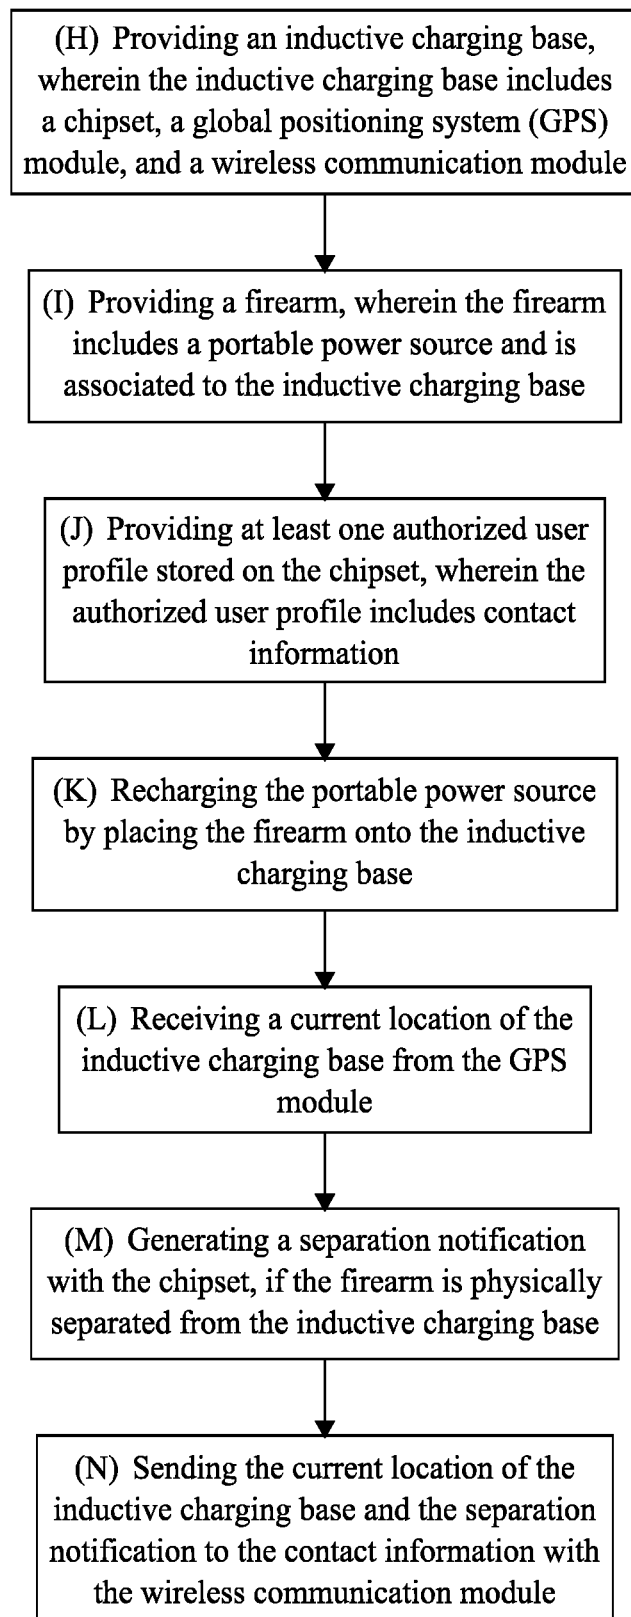 (H) Providing an inductive charging base,
wherein the inductive charging base includes
a chipset, a global positioning system (GPS)
module, and a wireless communication module
(I) Providing a firearm, wherein the firearm
includes a portable power source and is
associated to the inductive charging base
(J) Providing at least one authorized user
profile stored on the chipset, wherein the
authorized user profile includes contact
information
(K) Recharging the portable power source
by placing the firearm onto the inductive
charging base
(L) Receiving a current location of the
inductive charging base from the GPS
module
(M) Generating a separation notification
with the chipset, if the firearm is physically
separated from the inductive charging base
(N) Sending the current location of the
inductive charging base and the separation
notification to the contact information with
the wireless communication module